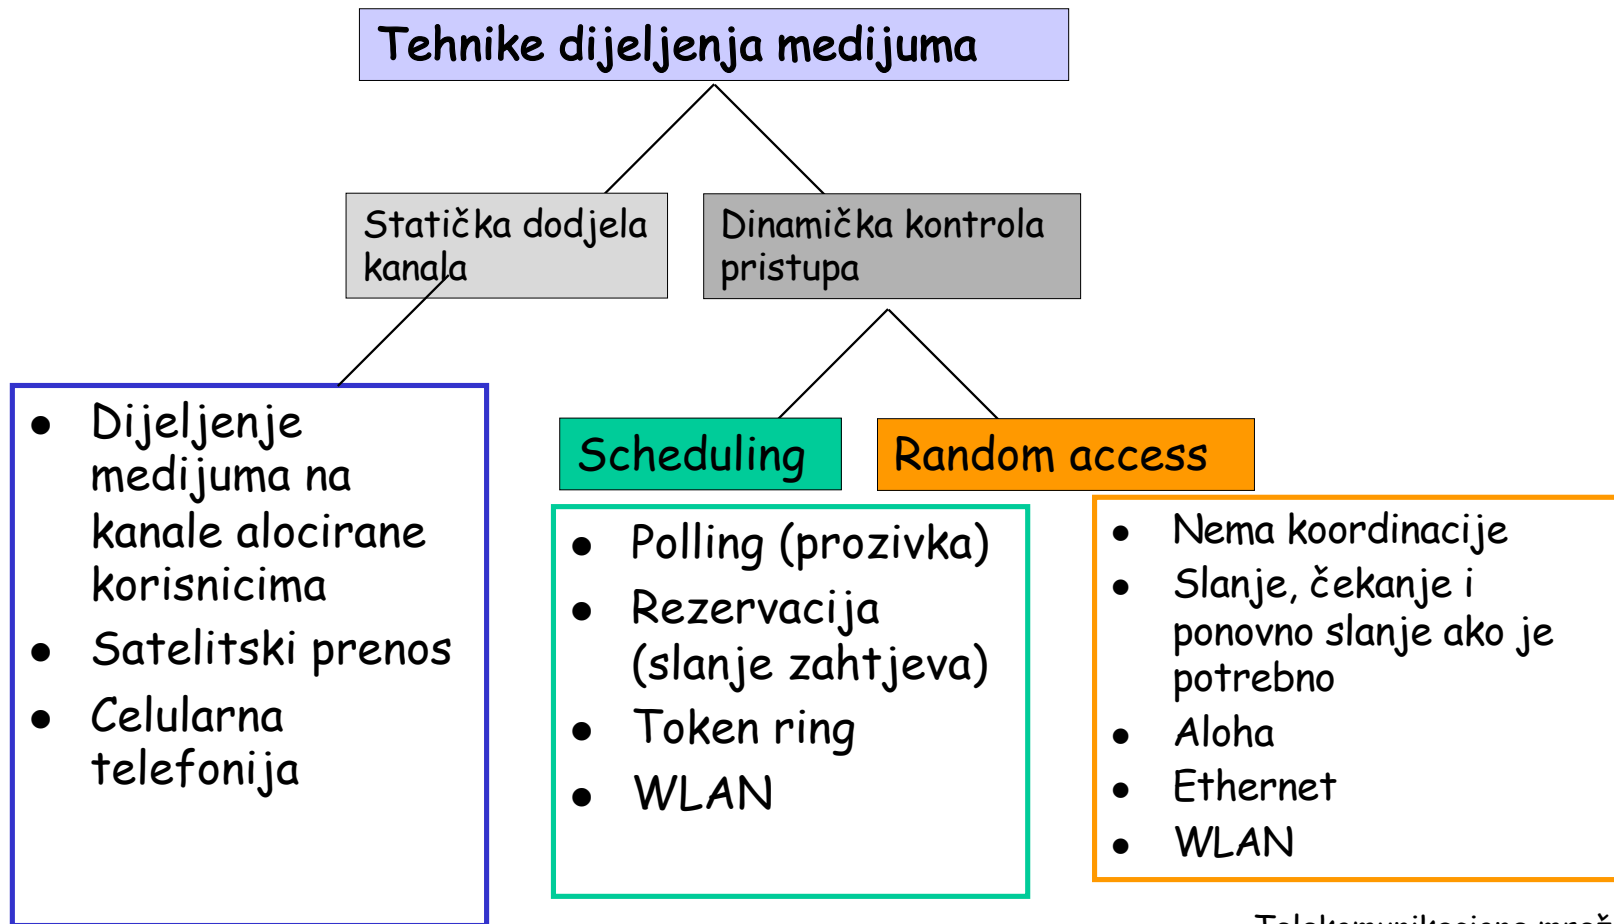 Tehnike dijeljenja medijuma
Statička dodjela
kanala
Dinamička kontrola
pristupa
● Dijeljenje
medijuma na
kanale alocirane
korisnicima
● Satelitski prenos
● Celularna
telefonija
Scheduling
● Polling (prozivka)
● Rezervacija
(slanje zahtjeva)
● Token ring
● WLAN
Random access
● Nema koordinacije
● Slanje, čekanje i
ponovno slanje ako je
potrebno
● Aloha
● Ethernet
● WLAN